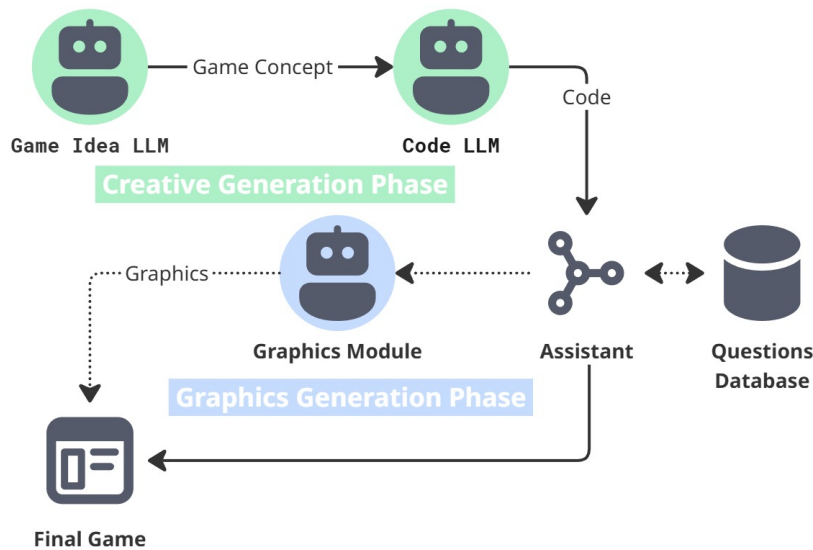 Game Concept
Code
Game Idea LLM
Code LLM
Creative Generation Phase
Graphics
Graphics Module
Assistant
Questions
Database
Graphics Generation Phase
Final Game